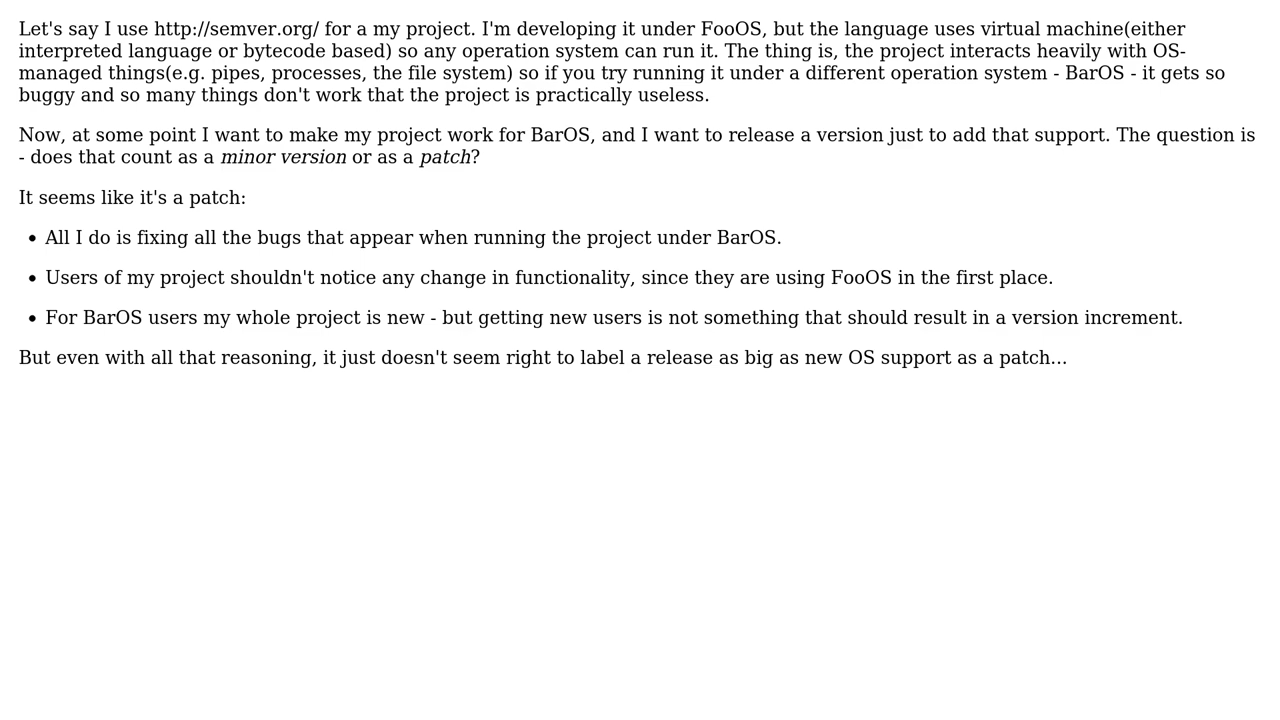 Let's say I use http://semver.org/ for a my project. I'm developing it under FooOS, but the language uses virtual machine(either
interpreted language or bytecode based) so any operation system can run it. The thing is, the project interacts heavily with OS-
managed things(e.g. pipes, processes, the file system) so if you try running it under a different operation system - BarOS - it gets so
buggy and so many things don't work that the project is practically useless.
Now, at some point I want to make my project work for BarOS, and I want to release a version just to add that support. The question is
- does that count as a minor version or as a patch?
It seems like it's a patch:
• All I do is fixing all the bugs that appear when running the project under BarOS.
• Users of my project shouldn't notice any change in functionality, since they are using FooOS in the first place.
• For BarOS users my whole project is new - but getting new users is not something that should result in a version increment.
But even with all that reasoning, it just doesn't seem right to label a release as big as new OS support as a patch...